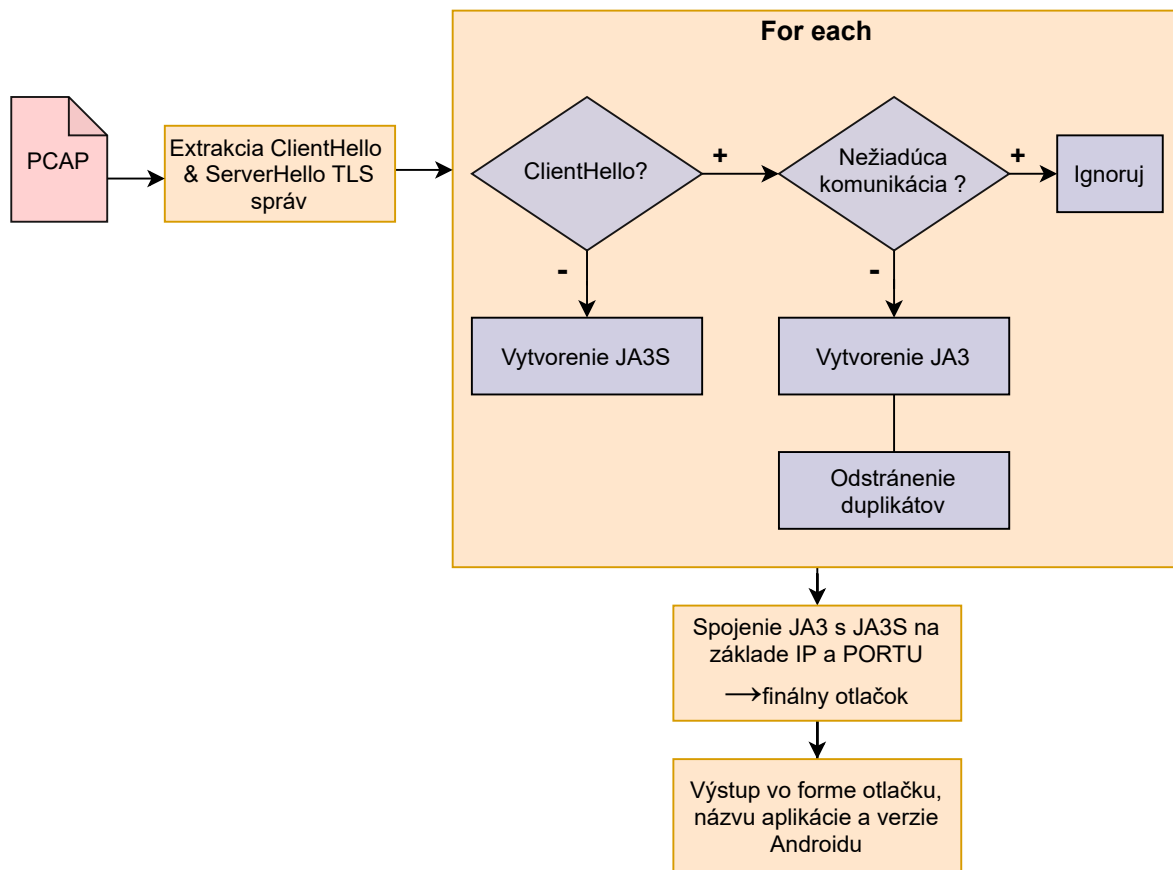 For each
PCAP
Extrakcia ClientHello
& ServerHello TLS
správ
ClientHello?
+
Nežiadúca
komunikácia ?
+
Ignoruj
-
-
Vytvorenie JA3S
Vytvorenie JA3
Odstránenie
duplikátov
Spojenie JA3 s JA3S na
základe IP a PORTU
→finálny otlačok
Výstup vo forme otlačku,
názvu aplikácie a verzie
Androidu